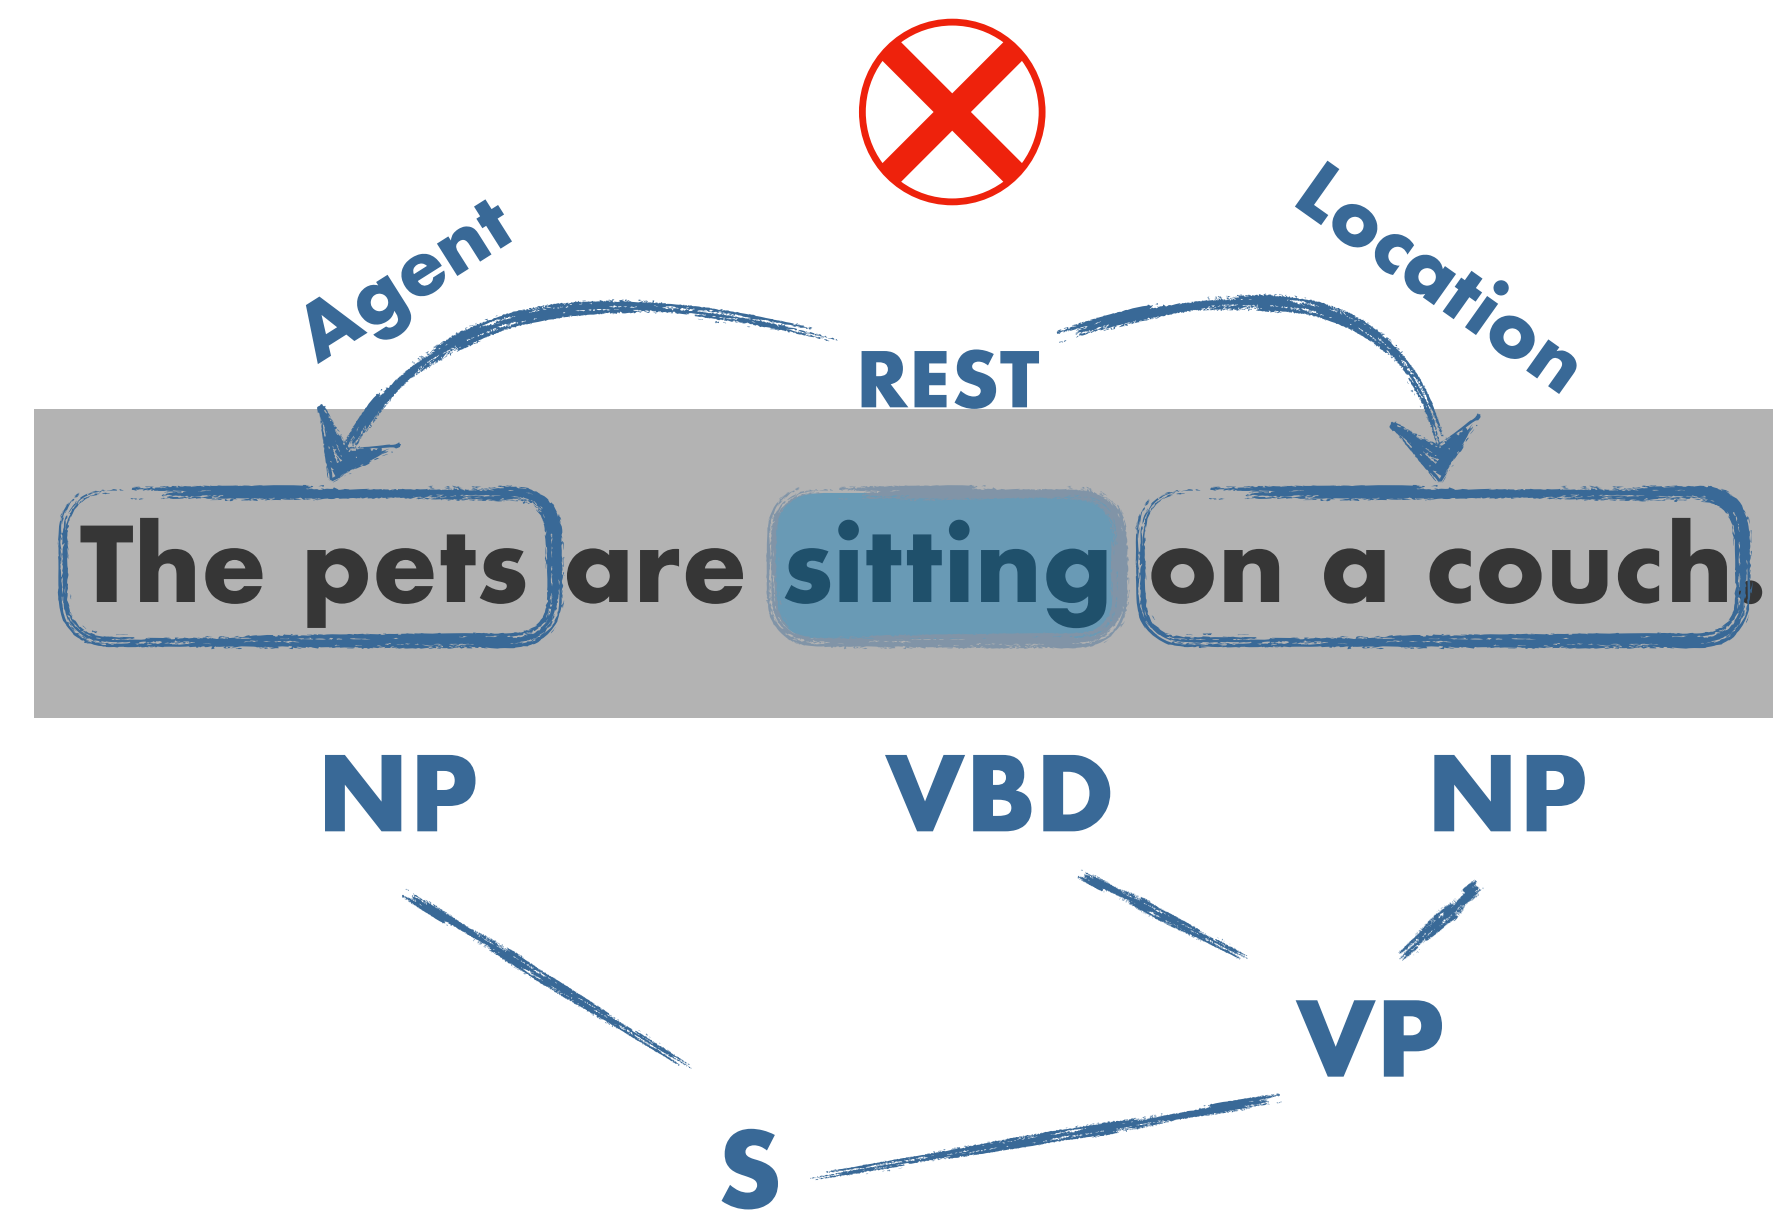 Agent
Location
REST
The pets are sitting on a couch.
NP VBD NP
VP
S